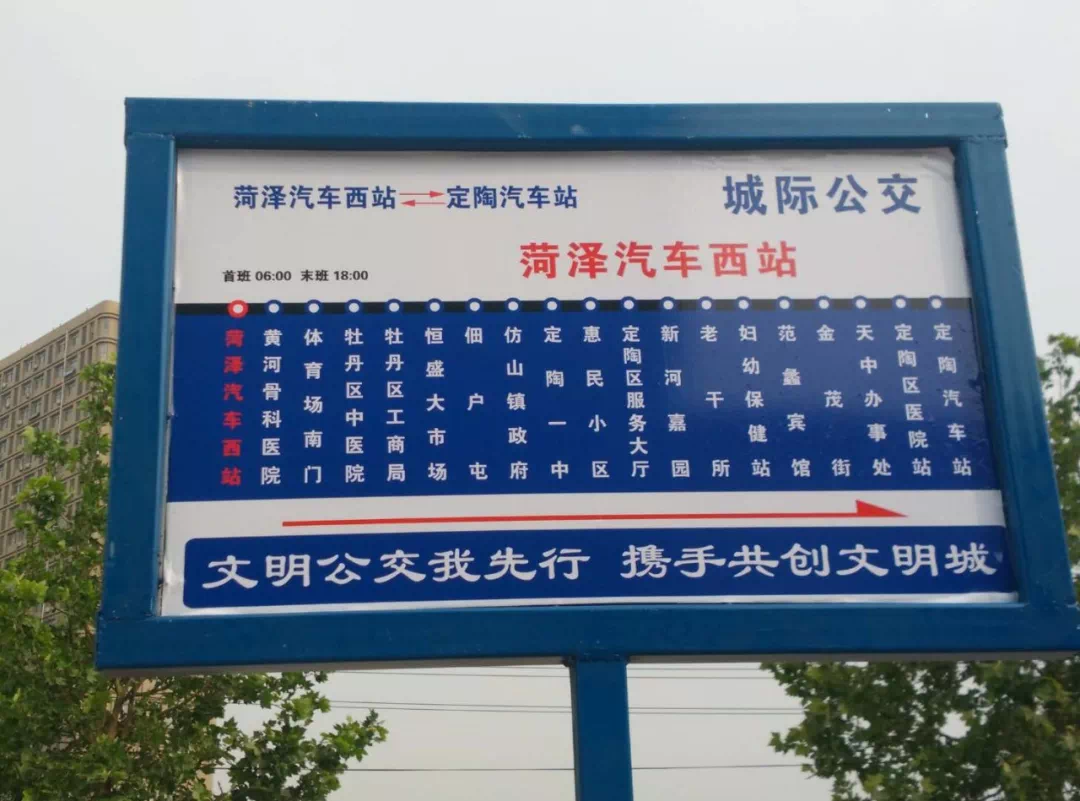 菏泽汽车西站⇌定陶汽车站
城际公交
菏泽汽车西站
首班 06:00 末班 18:00
菏泽汽车西站
黄河骨科医院
体育场南门
牡丹区中医院
牡丹区工商局
恒盛大市场
佃户屯
仿山镇政府
定陶一中
惠民小区
定陶区服务大厅
新河嘉园
老干所
妇幼保健站
范蠡宾馆
金茂街
天中办事处
定陶区医院站
定陶汽车站
文明公交我先行 携手共创文明城